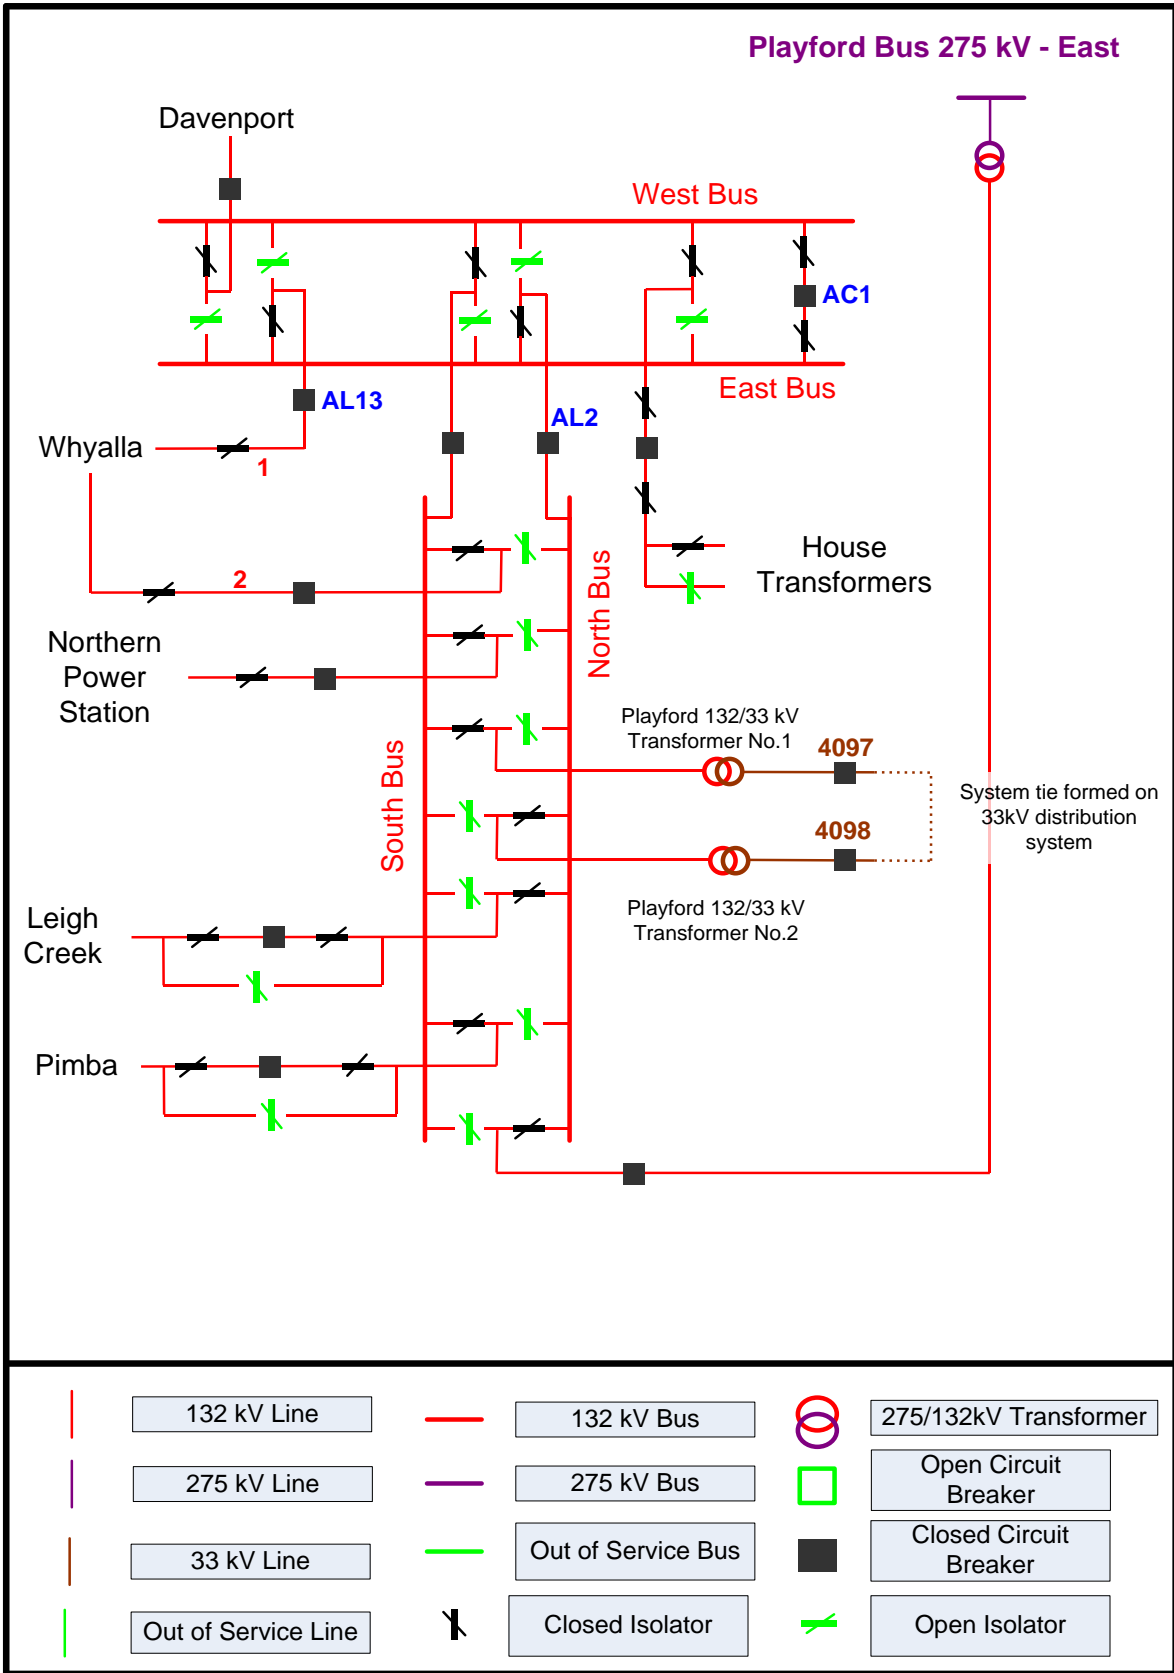 Playford Bus 275 kV - East
Davenport
West Bus
AC1
East Bus
AL13
AL2
Whyalla
1
2
House
Transformers
North Bus
Northern
Power
Station
Playford 132/33 kV
Transformer No.1
4097
South Bus
System tie formed on
33kV distribution
system
4098
Playford 132/33 kV
Transformer No.2
Leigh
Creek
Pimba
132 kV Line
132 kV Bus
275/132kV Transformer
275 kV Line
275 kV Bus
Open Circuit
Breaker
33 kV Line
Out of Service Bus
Closed Circuit
Breaker
Out of Service Line
Closed Isolator
Open Isolator